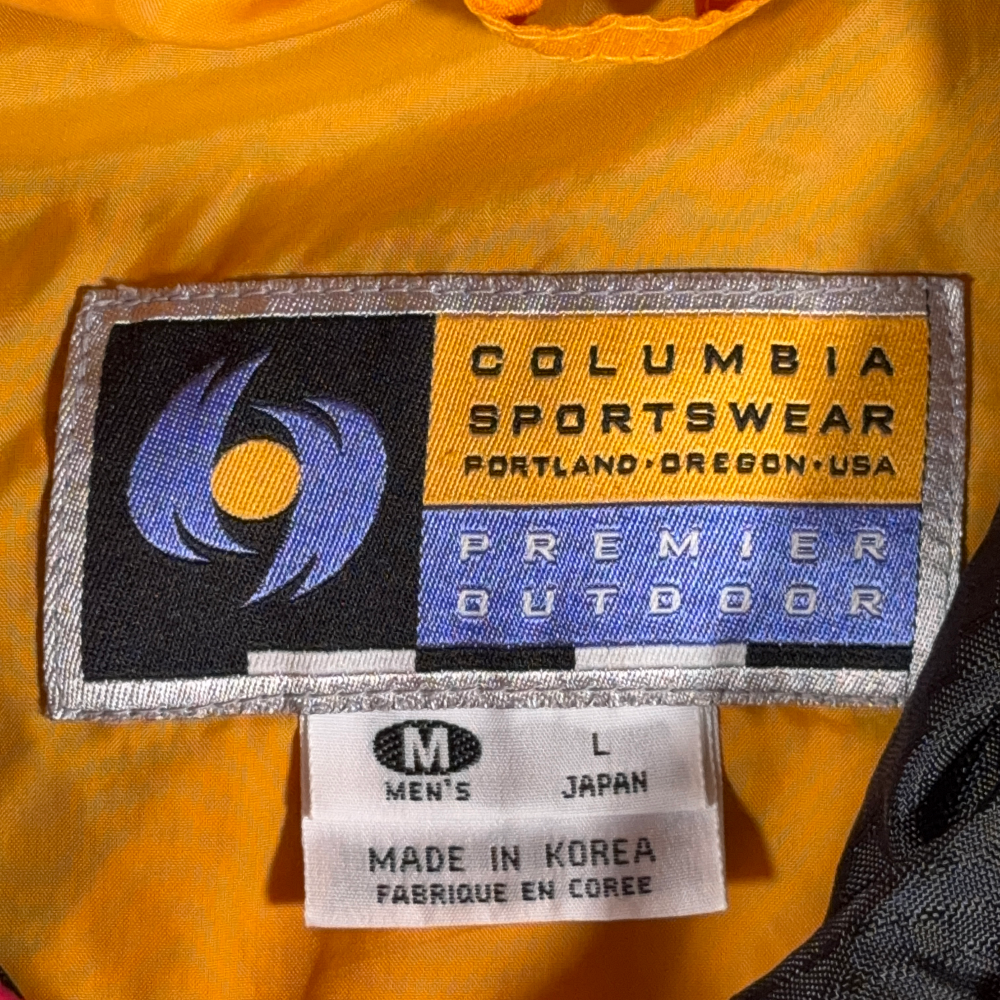 COLUMBIA
SPORTSWEAR
PORTLAND•OREGON•USA
PREMIER
OUTDOOR
M
MEN'S
L
JAPAN
MADE IN KOREA
FABRIQUE EN COREE